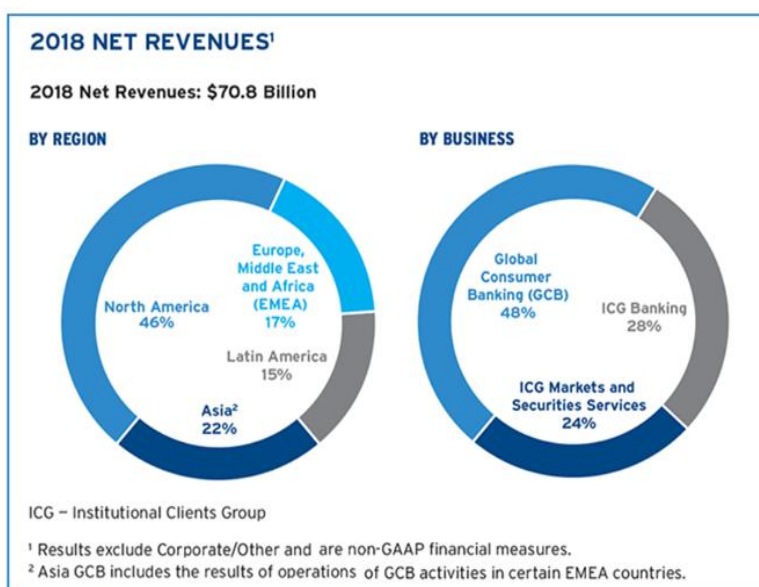 2018 NET REVENUES¹
2018 Net Revenues: $70.8 Billion
BY REGION
North America
46%
Europe,
Middle East
and Africa
(EMEA)
17%
Latin America
15%
Asia²
22%
BY BUSINESS
Global
Consumer
Banking (GCB)
48%
ICG Banking
28%
ICG Markets and
Securities Services
24%
ICG – Institutional Clients Group
¹ Results exclude Corporate/Other and are non-GAAP financial measures.
² Asia GCB includes the results of operations of GCB activities in certain EMEA countries.